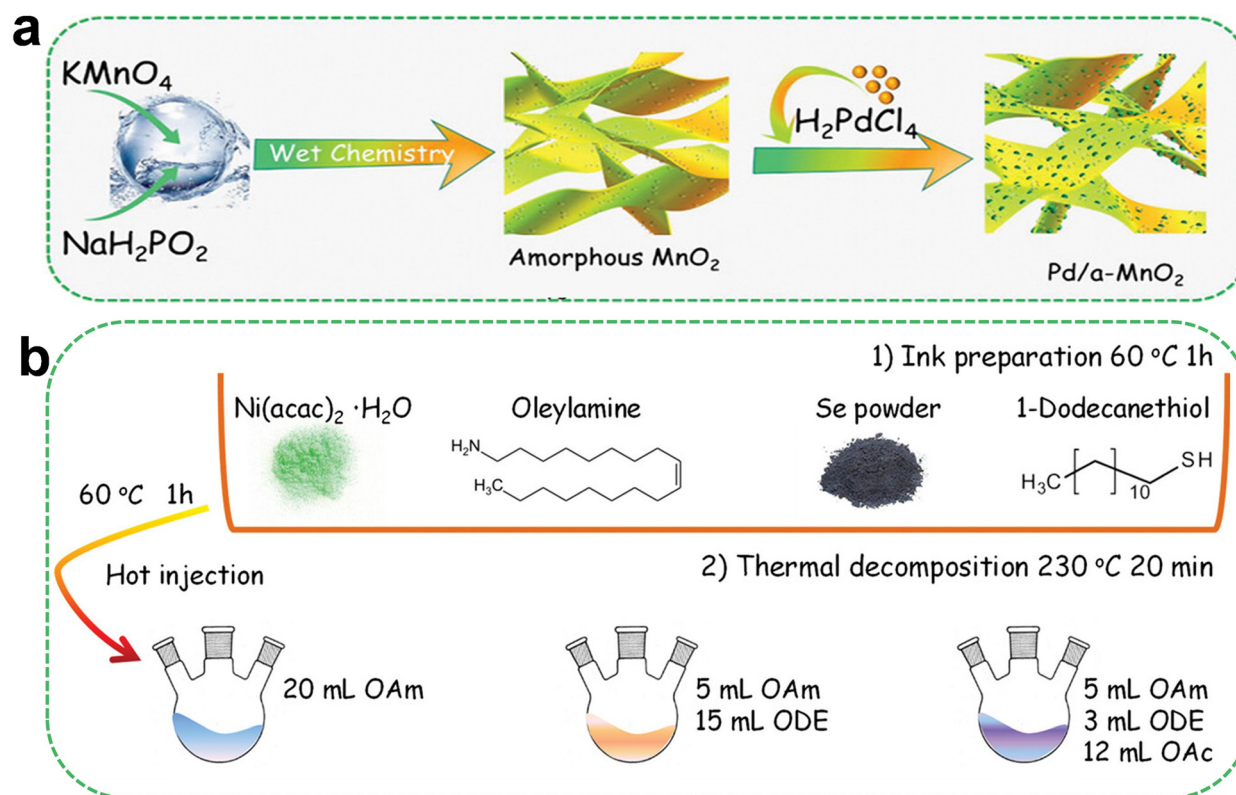 a
KMnO₄
NaH₂PO₂
Wet Chemistry
Amorphous MnO₂
H₂PdCl₄
Pd/a-MnO₂
b
1) Ink preparation 60 °C 1h
Ni(acac)₂ ·H₂O
Oleylamine
Se powder
1-Dodecanethiol
H₂N
H₃C
H₃C
10
SH
60 °C 1h
Hot injection
2) Thermal decomposition 230 °C 20 min
20 mL OAm
5 mL OAm
15 mL ODE
5 mL OAm
3 mL ODE
12 mL OAc